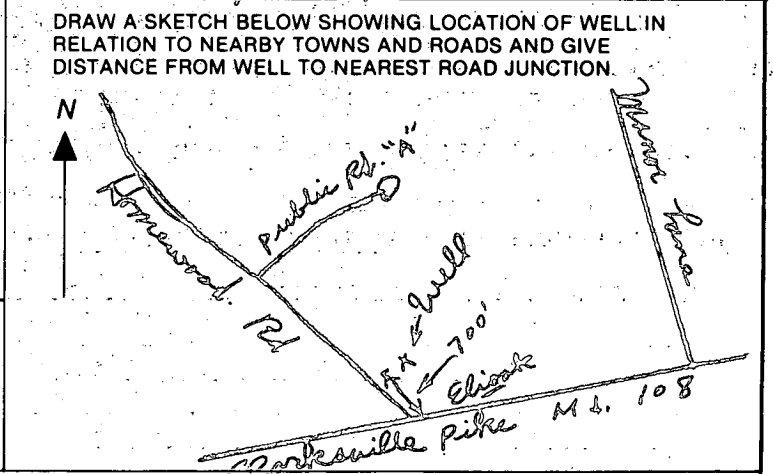 DRAW A SKETCH BELOW SHOWING LOCATION OF WELL IN
RELATION TO NEARBY TOWNS AND ROADS AND GIVE
DISTANCE FROM WELL TO NEAREST ROAD JUNCTION.
N
Public Rd. "A"
Manor Lane
Homewood Rd
Well
700'
Elioak
Clarksville Pike Md. 108